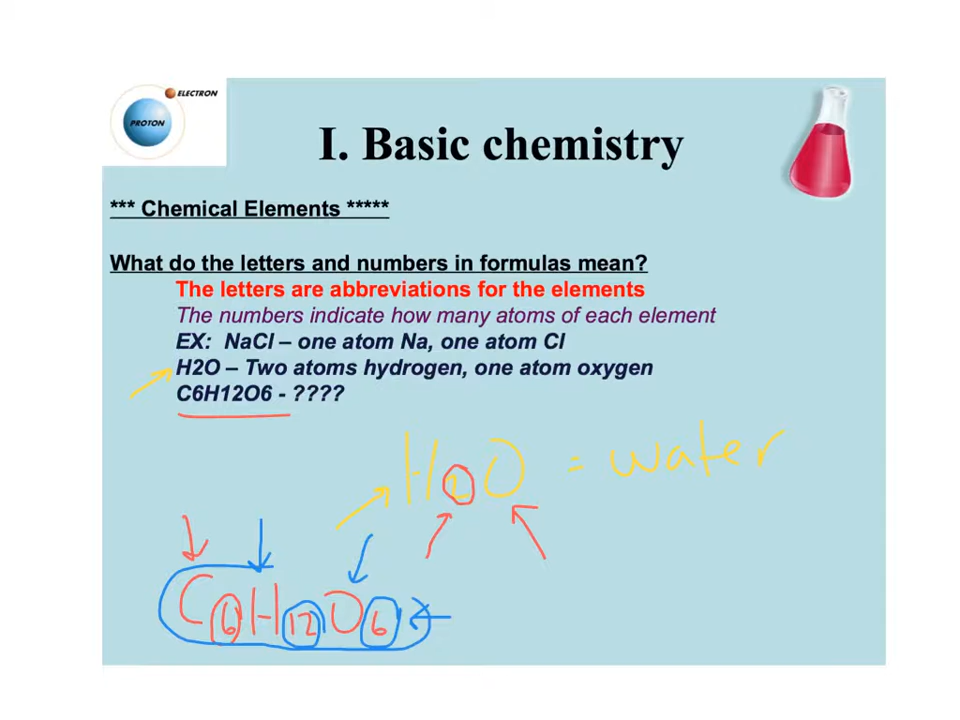 ELECTRON
PROTON
I. Basic chemistry
*** Chemical Elements *****
What do the letters and numbers in formulas mean?
The letters are abbreviations for the elements
The numbers indicate how many atoms of each element
EX: NaCl – one atom Na, one atom Cl
H2O – Two atoms hydrogen, one atom oxygen
C6H12O6 - ????
H2O = water
C6H12O6